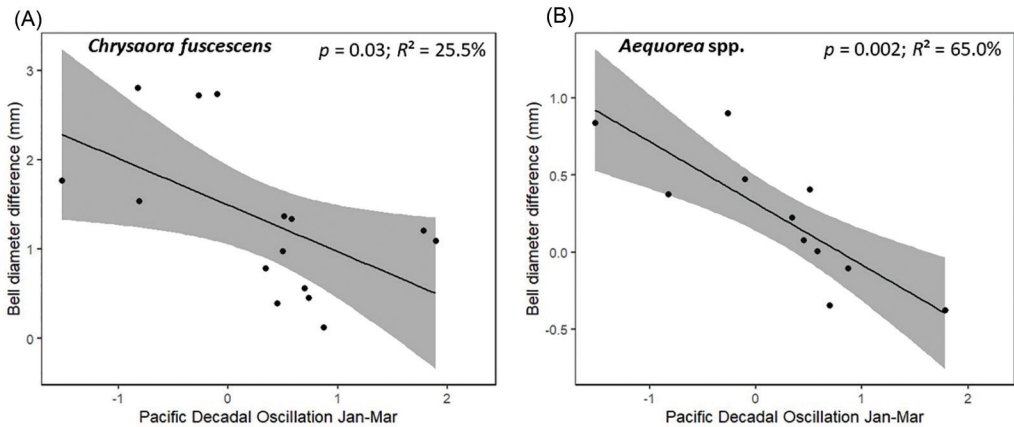 (A)
Chrysaora fuscescens
p = 0.03; R² = 25.5%
Bell diameter difference (mm)
3
2
1
0
-1
0
1
2
Pacific Decadal Oscillation Jan-Mar
(B)
Aequorea spp.
p = 0.002; R² = 65.0%
Bell diameter difference (mm)
1.0
0.5
0.0
-0.5
-1
0
1
2
Pacific Decadal Oscillation Jan-Mar